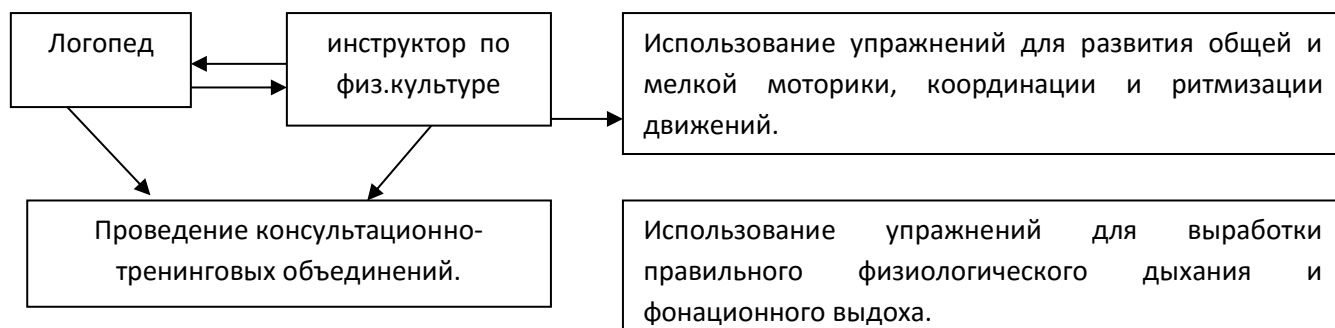 Логопед
инструктор по
физ.культуре
Использование упражнений для развития общей и
мелкой моторики, координации и ритмизации
движений.
Проведение консультационно-
тренинговых объединений.
Использование упражнений для выработки
правильного физиологического дыхания и
фонационного выдоха.